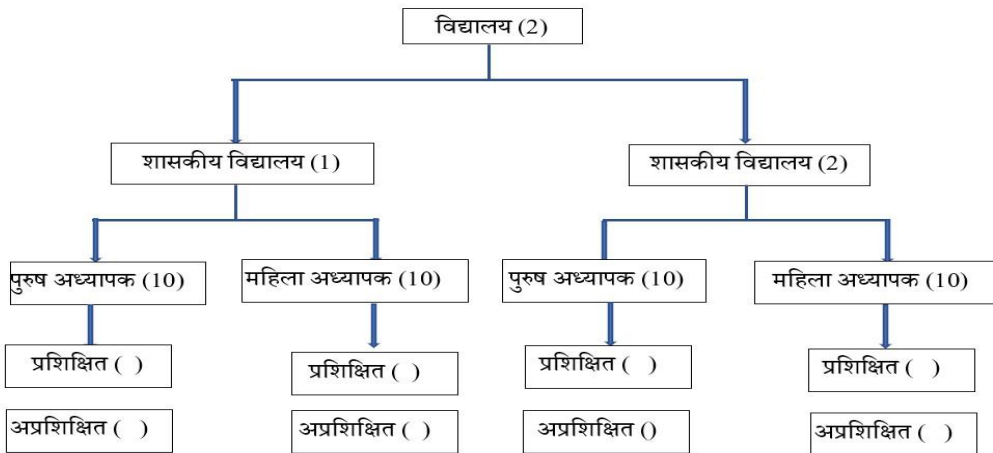 विद्यालय (2)
शासकीय विद्यालय (1)
शासकीय विद्यालय (2)
पुरुष अध्यापक (10)
महिला अध्यापक (10)
पुरुष अध्यापक (10)
महिला अध्यापक (10)
प्रशिक्षित ( )
प्रशिक्षित ( )
प्रशिक्षित ( )
प्रशिक्षित ( )
अप्रशिक्षित ( )
अप्रशिक्षित ( )
अप्रशिक्षित ()
अप्रशिक्षित ( )